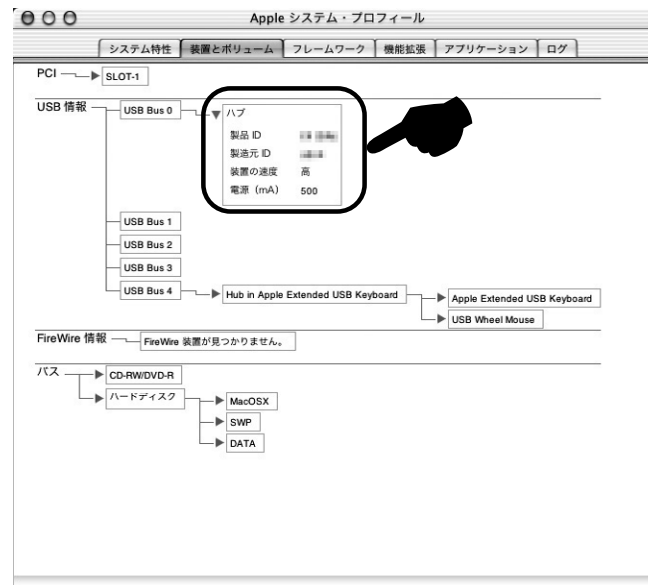 Apple システム・プロフィール
システム特性 装置とボリューム フレームワーク 機能拡張 アプリケーション ログ
PCI SLOT-1
USB 情報 USB Bus 0 ハブ
製品 ID
製造元 ID
装置の速度 高
電源（mA） 500
USB Bus 1
USB Bus 2
USB Bus 3
USB Bus 4 Hub in Apple Extended USB Keyboard Apple Extended USB Keyboard
USB Wheel Mouse
FireWire 情報 FireWire 装置が見つかりません。
バス CD-RW/DVD-R
ハードディスク MacOSX
SWP
DATA